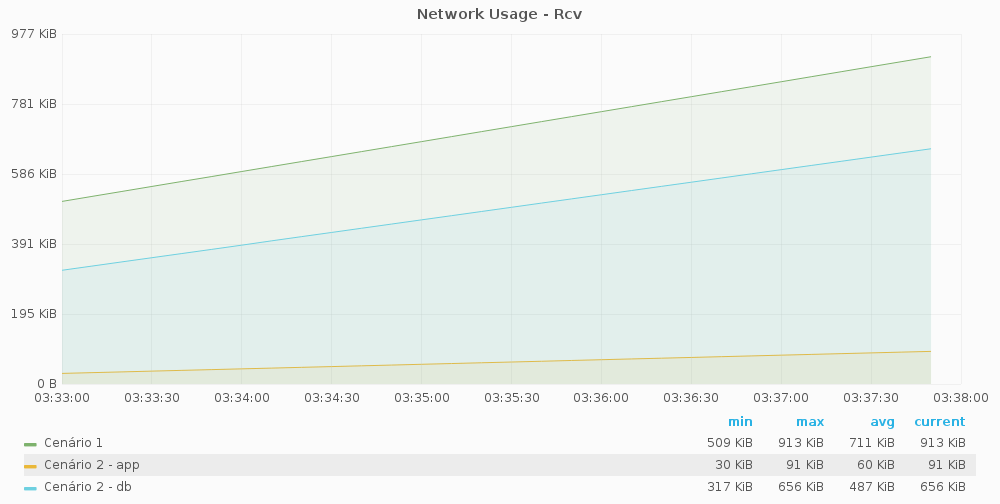 Network Usage - Rcv
977 KiB
781 KiB
586 KiB
391 KiB
195 KiB
0 B
03:33:00 03:33:30 03:34:00 03:34:30 03:35:00 03:35:30 03:36:00 03:36:30 03:37:00 03:37:30 03:38:00
min max avg current
Cenário 1 509 KiB 913 KiB 711 KiB 913 KiB
Cenário 2 - app 30 KiB 91 KiB 60 KiB 91 KiB
Cenário 2 - db 317 KiB 656 KiB 487 KiB 656 KiB